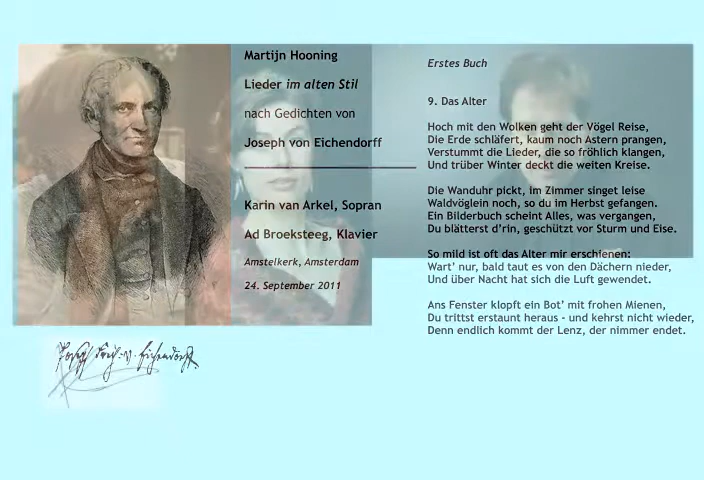 Martijn Hooning
Lieder im alten Stil
nach Gedichten von
Joseph von Eichendorff
Karin van Arkel, Sopran
Ad Broeksteeg, Klavier
Amstelkerk, Amsterdam
24. September 2011
Erstes Buch
9. Das Alter
Hoch mit den Wolken geht der Vögel Reise,
Die Erde schläfert, kaum noch Astern prangen,
Verstummt die Lieder, die so fröhlich klangen,
Und trüber Winter deckt die weiten Kreise.
Die Wanduhr pickt, im Zimmer singet leise
Waldvöglein noch, so du im Herbst gefangen.
Ein Bilderbuch scheint Alles, was vergangen,
Du blätterst d’rin, geschützt vor Sturm und Eise.
So mild ist oft das Alter mir erschienen:
Wart’ nur, bald taut es von den Dächern nieder,
Und über Nacht hat sich die Luft gewendet.
Ans Fenster klopft ein Bot’ mit frohen Mienen,
Du trittst erstaunt heraus - und kehrst nicht wieder,
Denn endlich kommt der Lenz, der nimmer endet.
Joseph Frh. v. Eichendorff